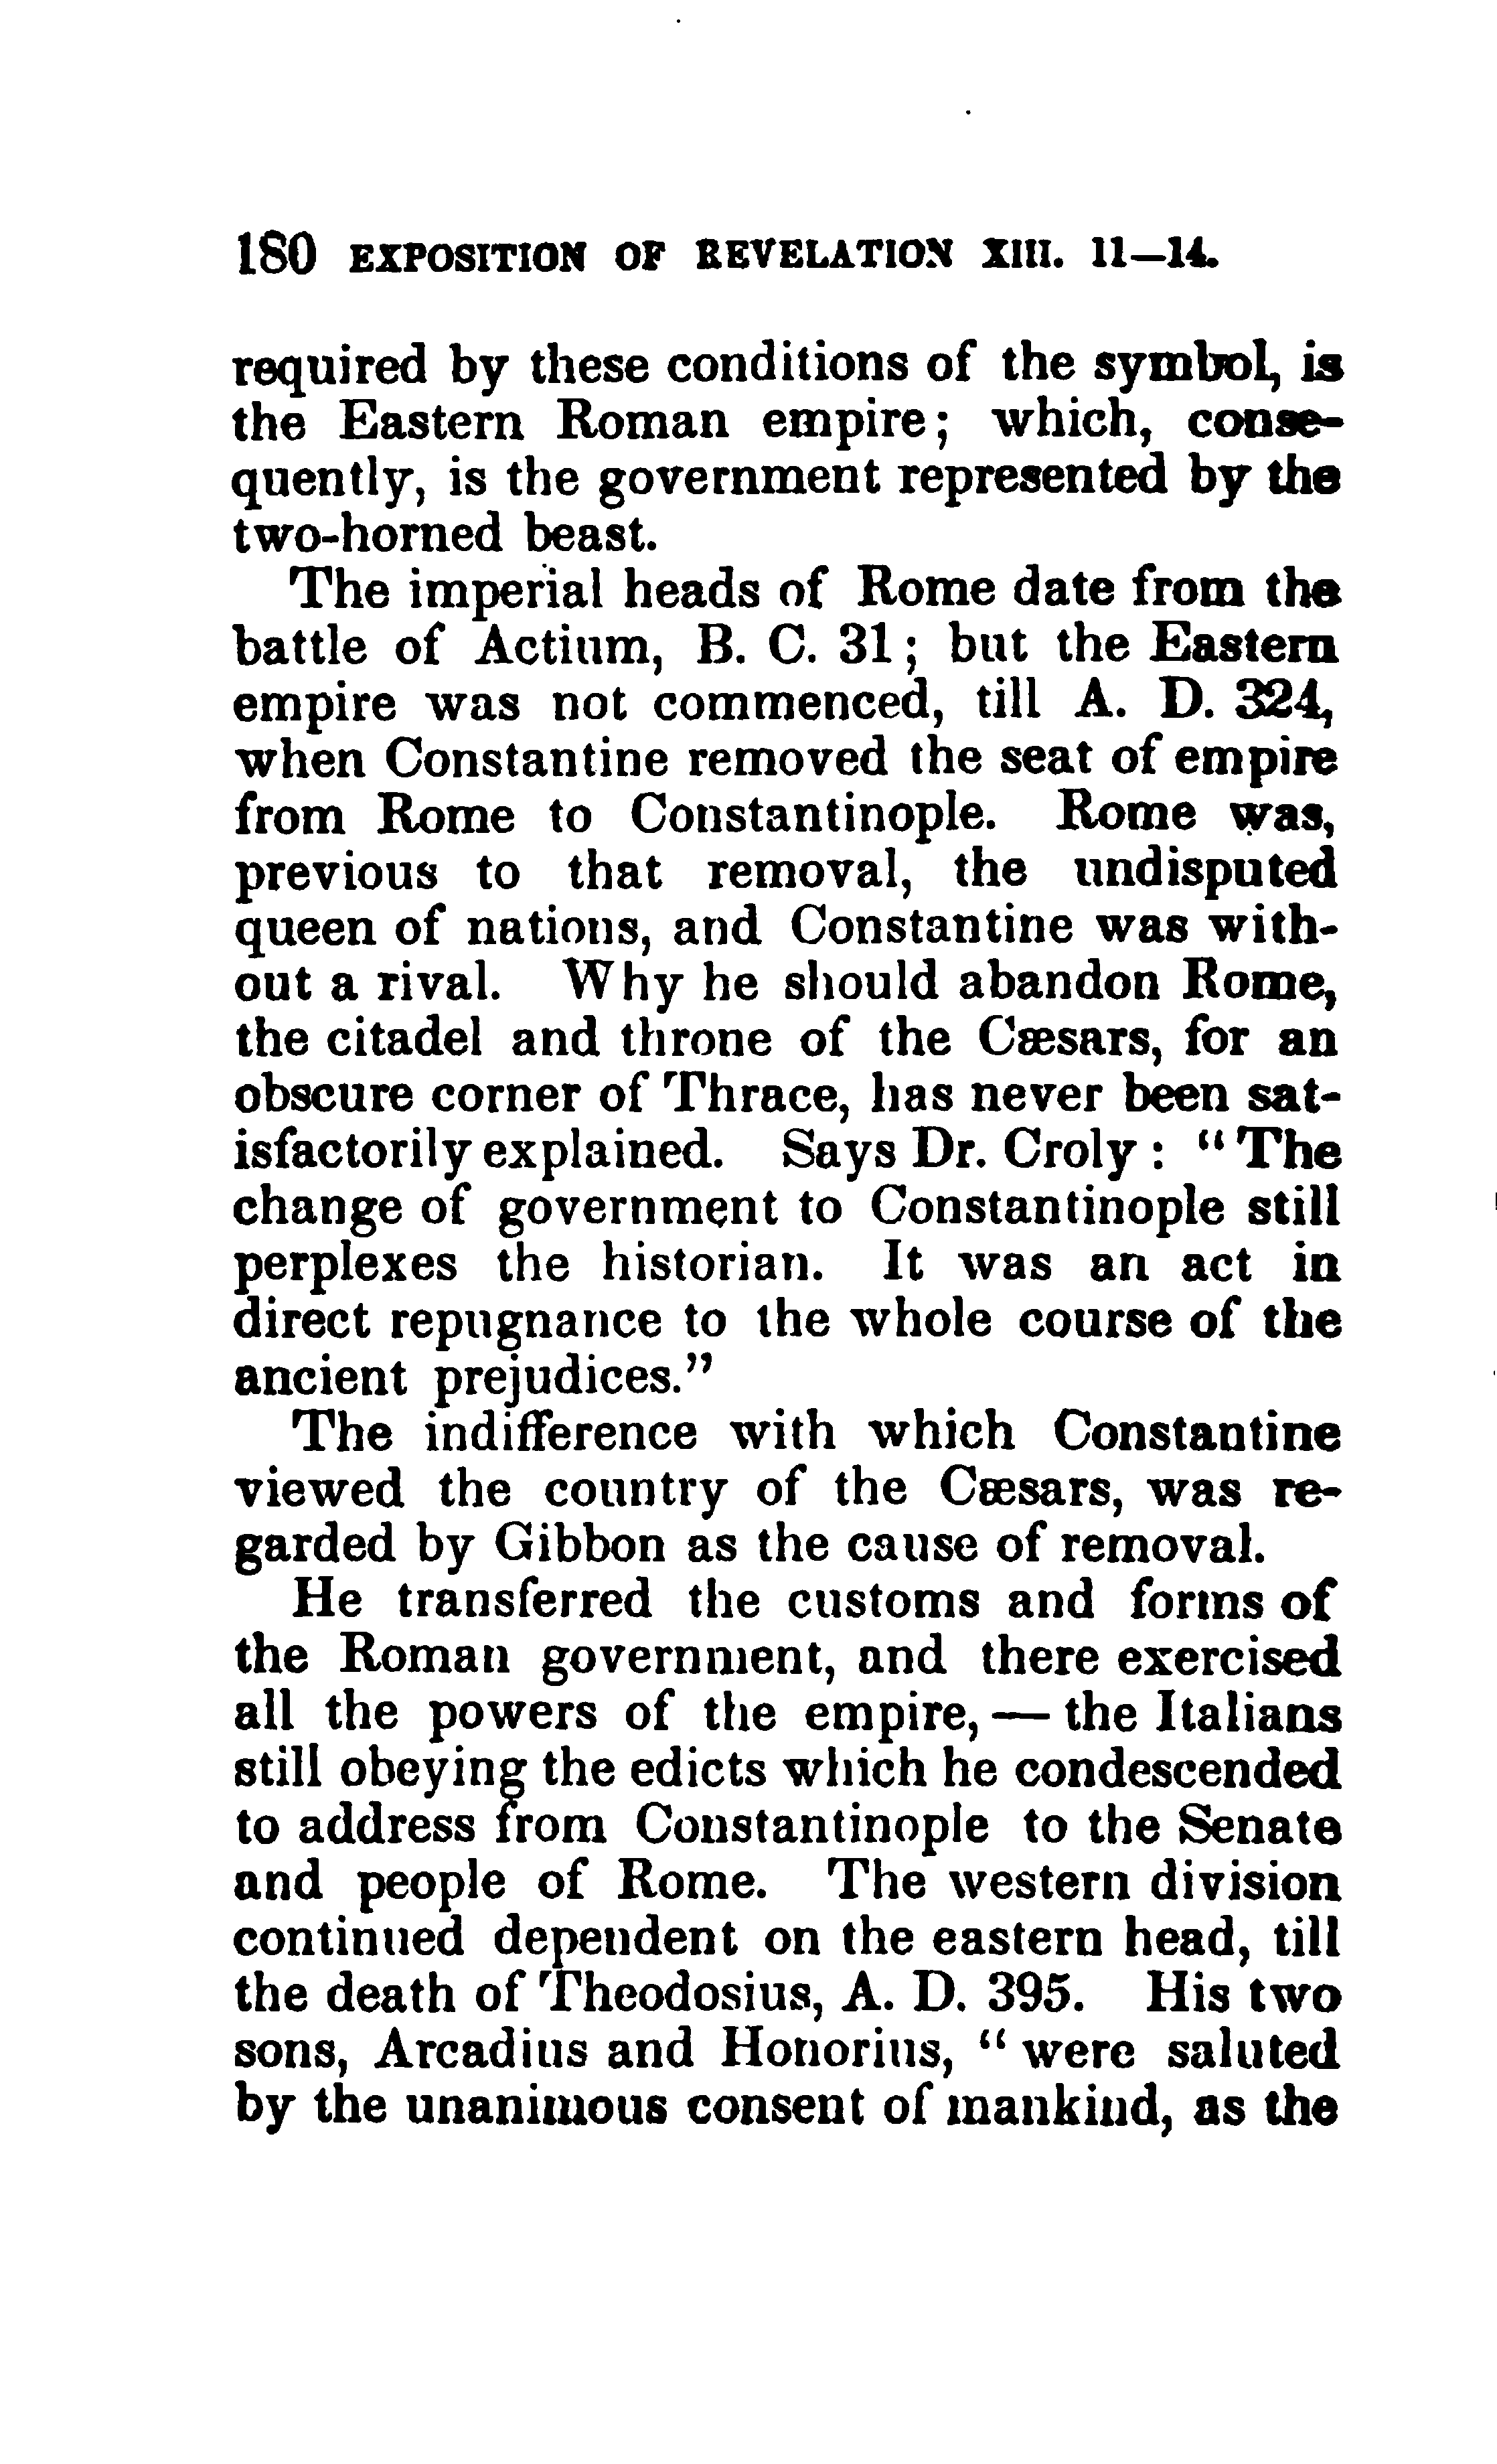 180 EXPOSITION OF REVELATION XIII. 11—14.
required by these conditions of the symbol, is
the Eastern Roman empire; which, conse-
quently, is the government represented by the
two-horned beast.
The imperial heads of Rome date from the
battle of Actium, B. C. 31; but the Eastern
empire was not commenced, till A. D. 324,
when Constantine removed the seat of empire
from Rome to Constantinople. Rome was,
previous to that removal, the undisputed
queen of nations, and Constantine was with-
out a rival. Why he should abandon Rome,
the citadel and throne of the Cæsars, for an
obscure corner of Thrace, has never been sat-
isfactorily explained. Says Dr. Croly: "The
change of government to Constantinople still
perplexes the historian. It was an act in
direct repugnance to the whole course of the
ancient prejudices."
The indifference with which Constantine
viewed the country of the Cæsars, was re-
garded by Gibbon as the cause of removal.
He transferred the customs and forms of
the Roman government, and there exercised
all the powers of the empire,— the Italians
still obeying the edicts which he condescended
to address from Constantinople to the Senate
and people of Rome. The western division
continued dependent on the eastern head, till
the death of Theodosius, A. D. 395. His two
sons, Arcadius and Honorius, "were saluted
by the unanimous consent of mankind, as the